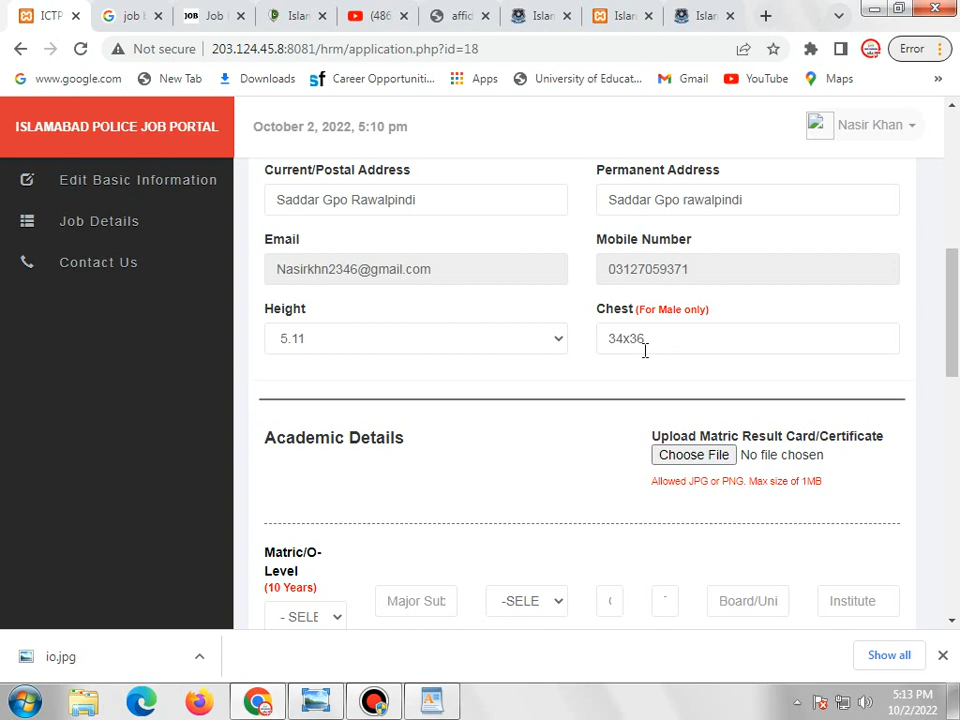 ICTP
job l
Job l
Islan
(486
affid
Islan
Islan
Islan
Not secure
203.124.45.8:8081/hrm/application.php?id=18
Error
www.google.com
New Tab
Downloads
Career Opportuniti...
Apps
University of Educat...
Gmail
YouTube
Maps
»
ISLAMABAD POLICE JOB PORTAL
October 2, 2022, 5:10 pm
Nasir Khan
Edit Basic Information
Job Details
Contact Us
Current/Postal Address
Permanent Address
Saddar Gpo Rawalpindi
Saddar Gpo rawalpindi
Email
Mobile Number
Nasirkhn2346@gmail.com
03127059371
Height
Chest (For Male only)
5.11
34x36
Academic Details
Upload Matric Result Card/Certificate
Choose File No file chosen
Allowed JPG or PNG. Max size of 1MB
Matric/O-
Level
(10 Years)
- SELE
Major Sub
-SELE
Board/Uni
Institute
io.jpg
Show all
5:13 PM
10/2/2022